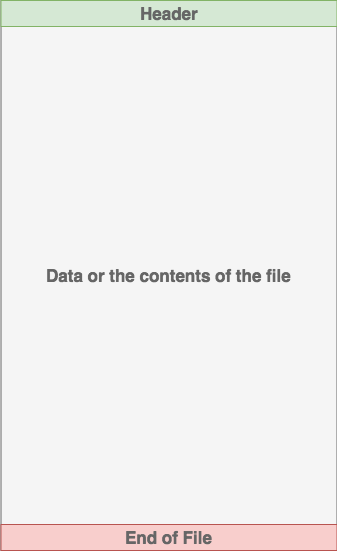 Header
Data or the contents of the file
End of File